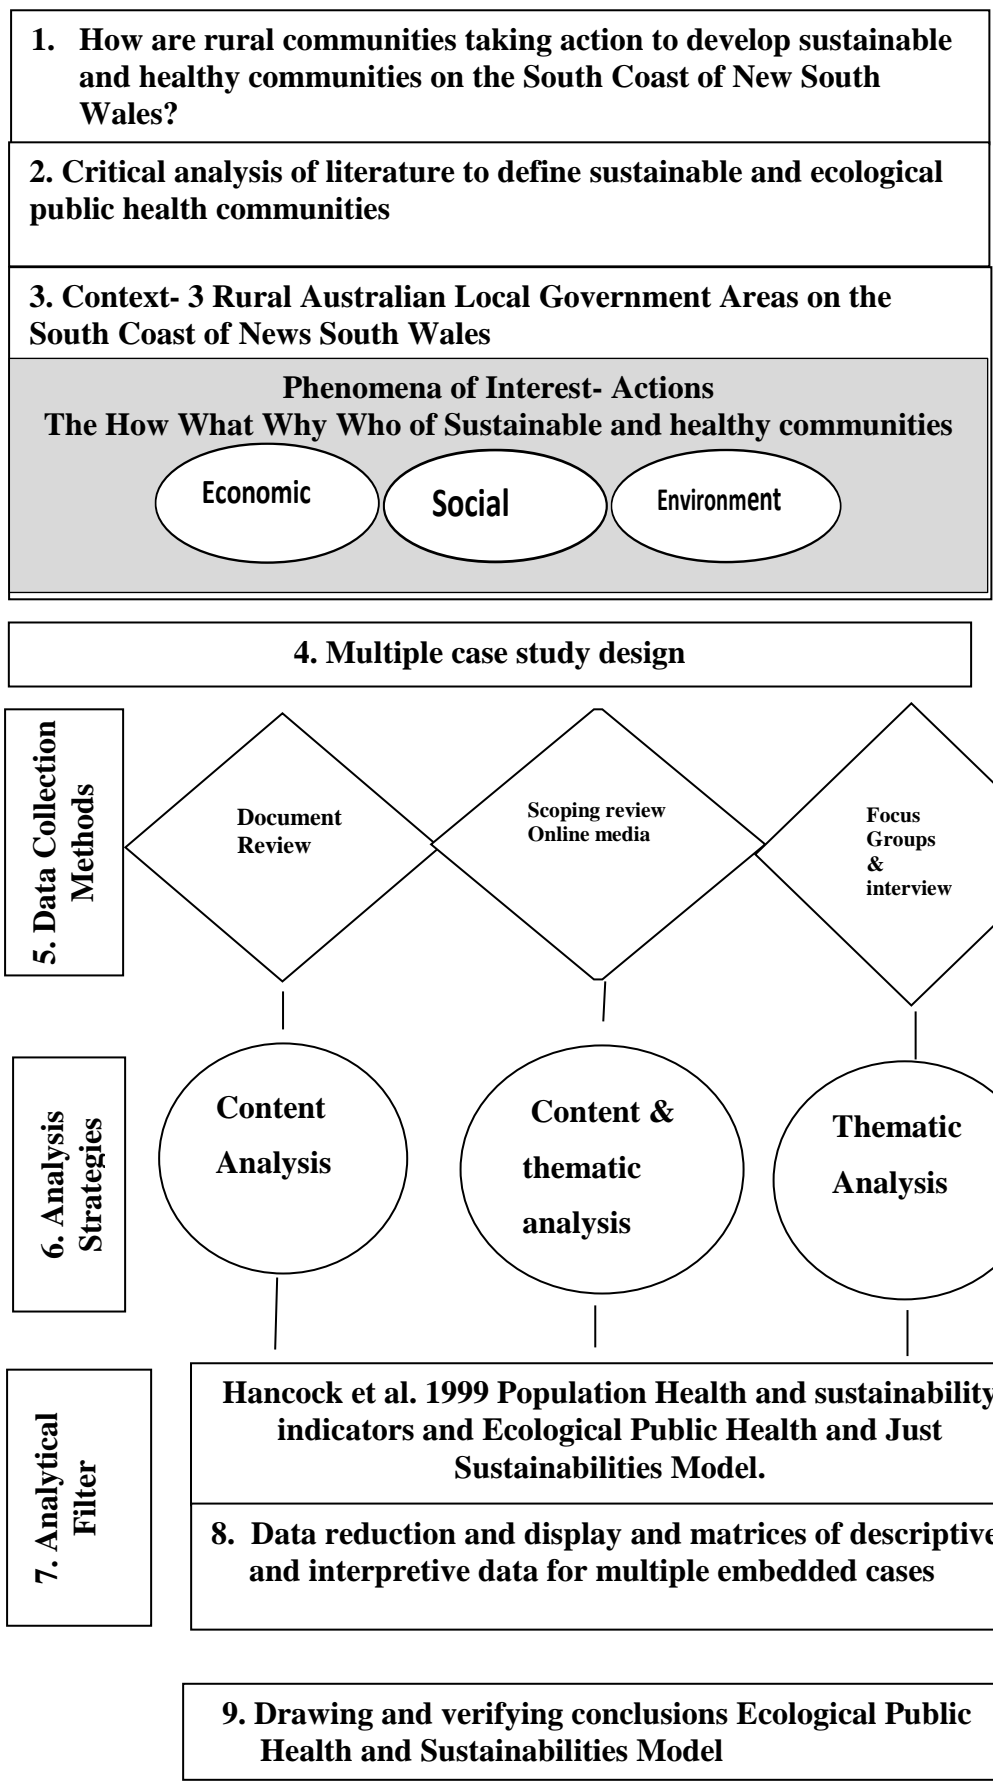 1. How are rural communities taking action to develop sustainable
and healthy communities on the South Coast of New South
Wales?
2. Critical analysis of literature to define sustainable and ecological
public health communities
3. Context- 3 Rural Australian Local Government Areas on the
South Coast of News South Wales
Phenomena of Interest- Actions
The How What Why Who of Sustainable and healthy communities
Economic
Social
Environment
4. Multiple case study design
5. Data Collection
Methods
Document
Review
Scoping review
Online media
Focus
Groups
&
interview
6. Analysis
Strategies
Content
Analysis
Content &
thematic
analysis
Thematic
Analysis
7. Analytical
Filter
Hancock et al. 1999 Population Health and sustainability
indicators and Ecological Public Health and Just
Sustainabilities Model.
8. Data reduction and display and matrices of descriptive
and interpretive data for multiple embedded cases
9. Drawing and verifying conclusions Ecological Public
Health and Sustainabilities Model